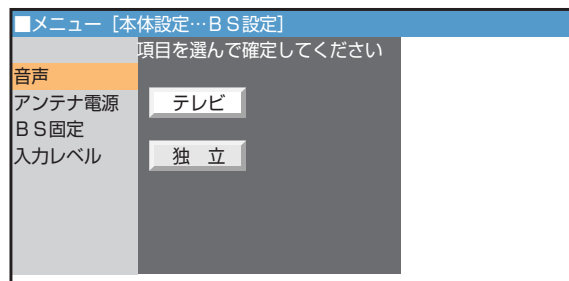 ■メニュー [本体設定…ＢＳ設定]
項目を選んで確定してください
音声
アンテナ電源
テレビ
ＢＳ固定
入力レベル
独　立